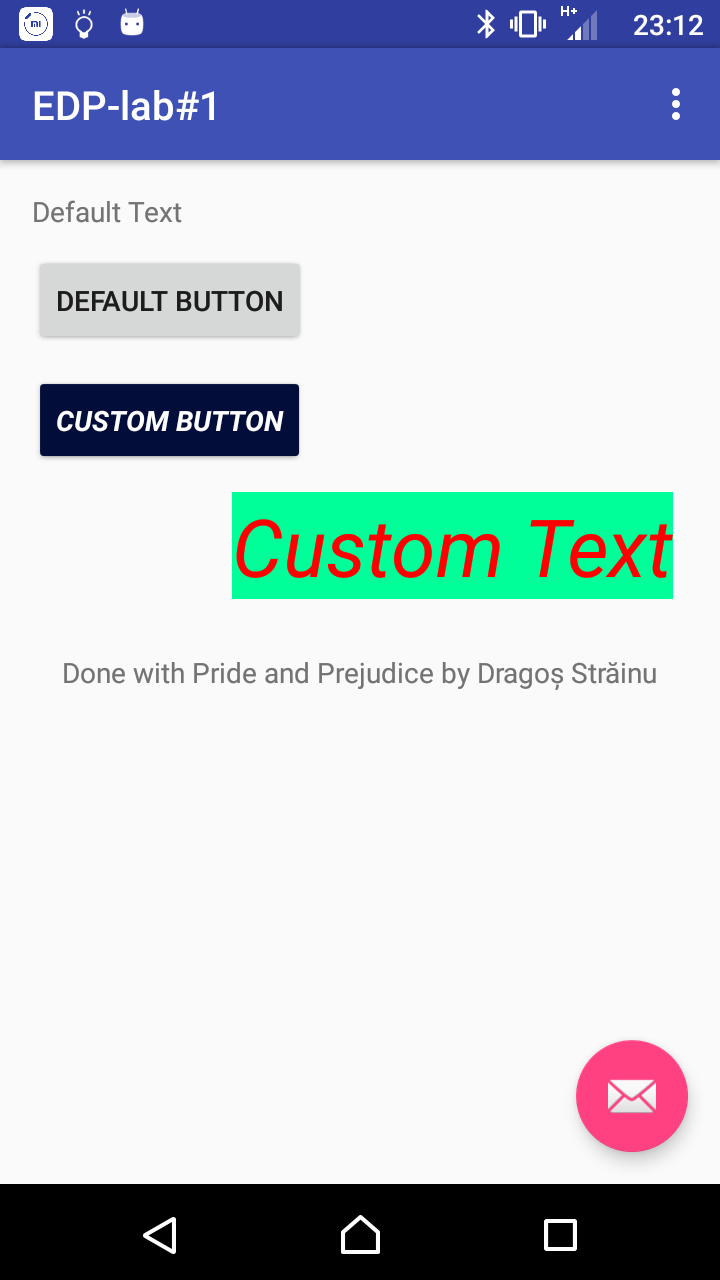 mi
H+
23:12
EDP-lab#1
Default Text
DEFAULT BUTTON
CUSTOM BUTTON
Custom Text
Done with Pride and Prejudice by Dragoș Străinu